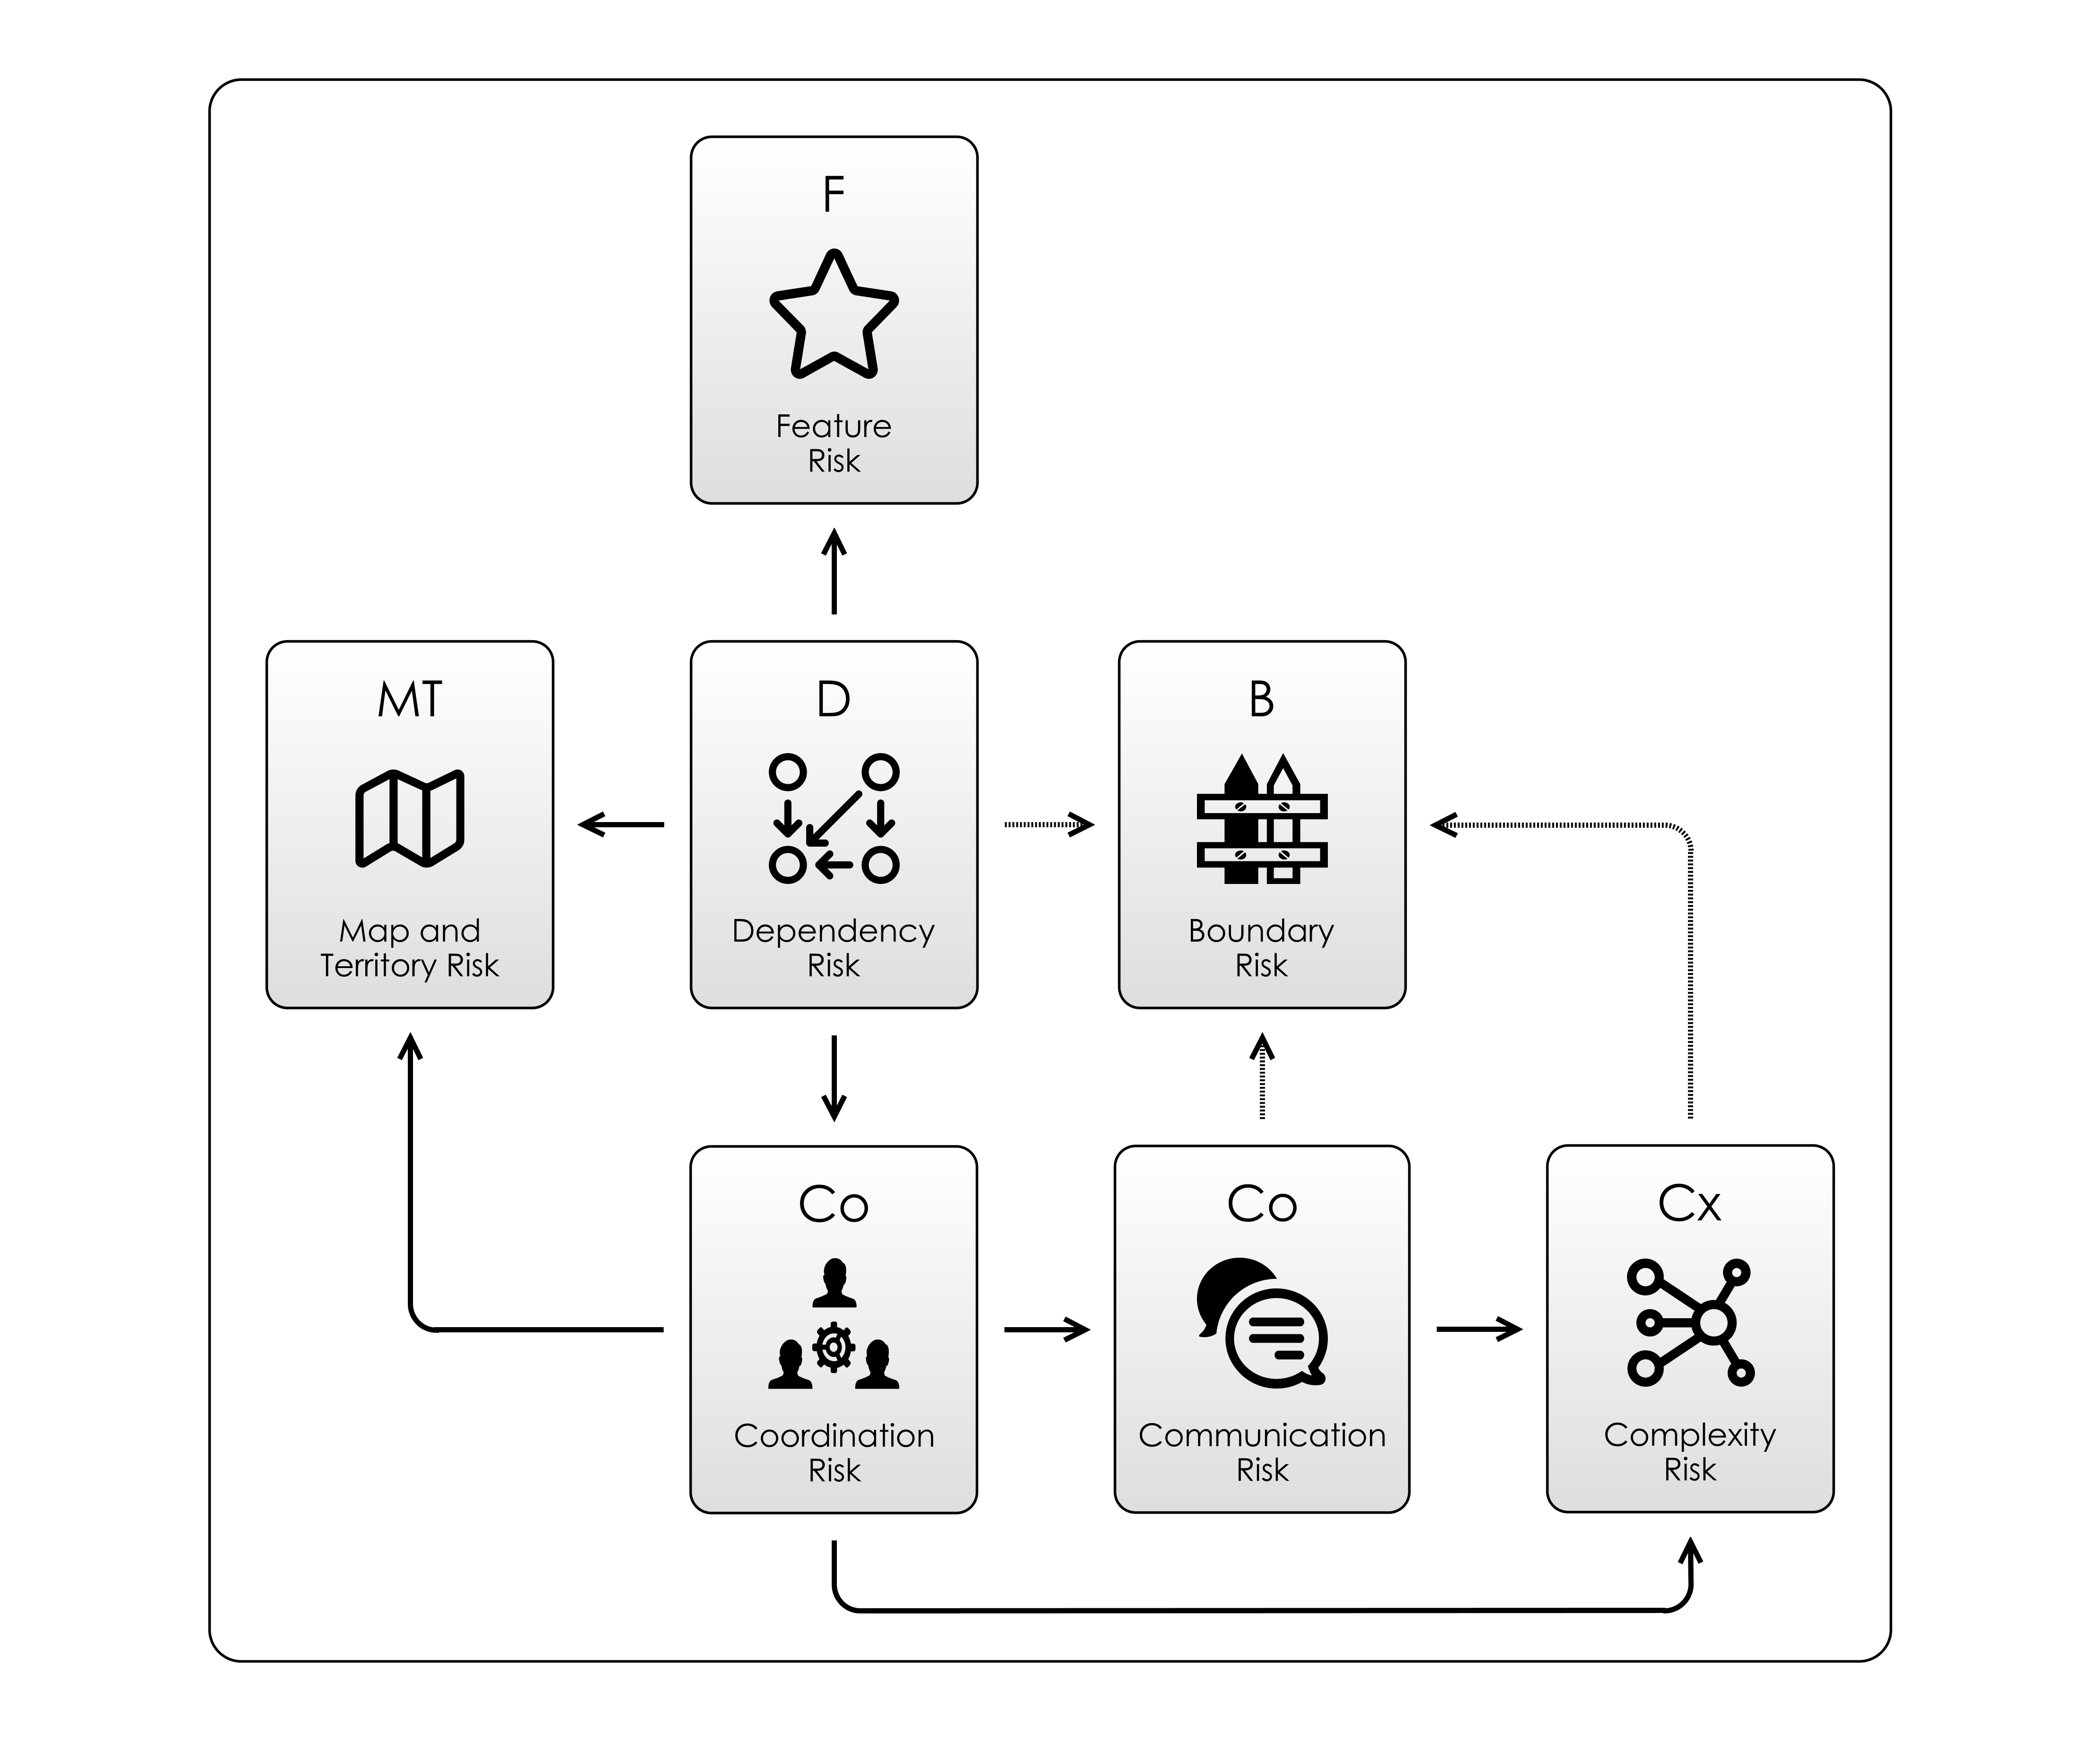 F
Feature
Risk
MT
Map and
Territory Risk
D
Dependency
Risk
B
Boundary
Risk
Co
Coordination
Risk
Co
Communication
Risk
Cx
Complexity
Risk